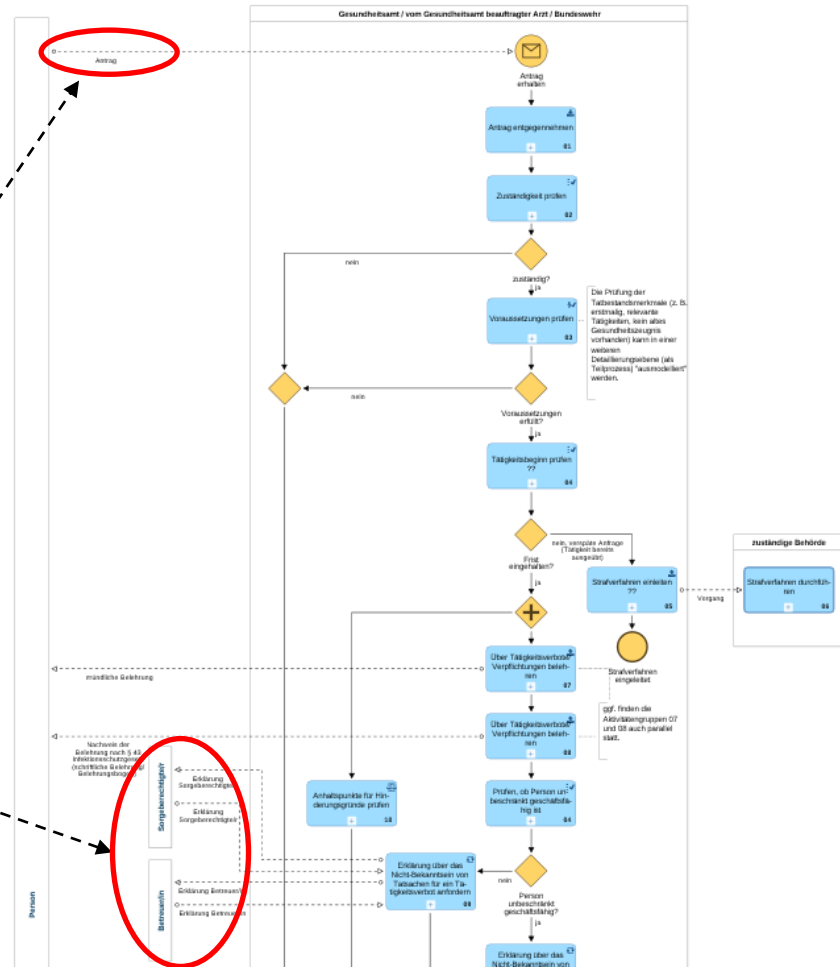 Gesundheitsamt / vom Gesundheitsamt beauftragter Arzt / Bundeswehr
Antrag
Antrag
erhalten
Antrag entgegennehmen
01
Zuständigkeit prüfen
02
nein
zuständig?
ja
Voraussetzungen prüfen
03
Die Prüfung der
Tatbestandsmerkmale (z. B.
erstmalig, relevante
Tätigkeiten, kein altes
Gesundheitszeugnis
vorhanden) kann in einer
weiteren
Detaillierungsebene (als
Teilprozess) "ausmodelliert"
werden.
nein
Voraussetzungen
erfüllt?
ja
Tätigkeitsbeginn prüfen
??
04
nein, verspäte Anfrage
(Tätigkeit bereits
ausgeübt)
Frist
eingehalten?
ja
zuständige Behörde
Strafverfahren einleiten
??
05
Vorgang
Strafverfahren durchfüh-
ren
06
Strafverfahren
eingeleitet
Über Tätigkeitsverbote/
Verpflichtungen beleh-
ren
07
mündliche Belehrung
ggf. finden die
Aktivitätengruppen 07
und 08 auch parallel
statt.
Über Tätigkeitsverbote/
Verpflichtungen beleh-
ren
08
Nachweis der
Belehrung nach § 43
(schriftliche Belehrung/
Sorgeberechtigte/r
Erklärung
Sorgeberechtigte/r
Erklärung
Sorgeberechtigte/r
Anhaltspunkte für Hin-
derungsgründe prüfen
10
Prüfen, ob Person un-
beschränkt geschäftsfä-
hig ist
04
Betreuer/in
Erklärung Betreuer/in
Erklärung Betreuer/in
Erklärung über das
Nicht-Bekanntsein von
Tatsachen für ein Tä-
tigkeitsverbot anfordern
09
nein
Person
unbeschränkt
geschäftsfähig?
ja
Person
Erklärung über das
Nicht-Bekanntsein von